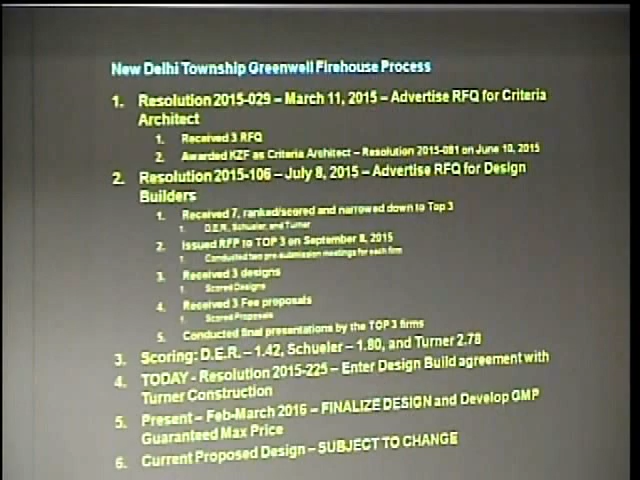 New Delhi Township Greenwell Firehouse Process
1. Resolution 2015-029 – March 11, 2015 – Advertise RFQ for Criteria
Architect
1. Received 3 RFQ
2. Awarded KZF as Criteria Architect – Resolution 2015-081 on June 10, 2015
2. Resolution 2015-106 – July 8, 2015 – Advertise RFQ for Design
Builders
1. Received 7, ranked/scored and narrowed down to Top 3
1. D.E.R., Schueler, and Turner
2. Issued RFP to TOP 3 on September 8, 2015
1. Conducted two pre-submission meetings for each firm
3. Received 3 designs
1. Scored Designs
4. Received 3 Fee proposals
1. Scored Proposals
5. Conducted final presentations by the TOP 3 firms
3. Scoring: D.E.R. – 1.42, Schueler – 1.80, and Turner 2.78
4. TODAY - Resolution 2015-225 – Enter Design Build agreement with
Turner Construction
5. Present – Feb-March 2016 – FINALIZE DESIGN and Develop GMP
Guaranteed Max Price
6. Current Proposed Design – SUBJECT TO CHANGE